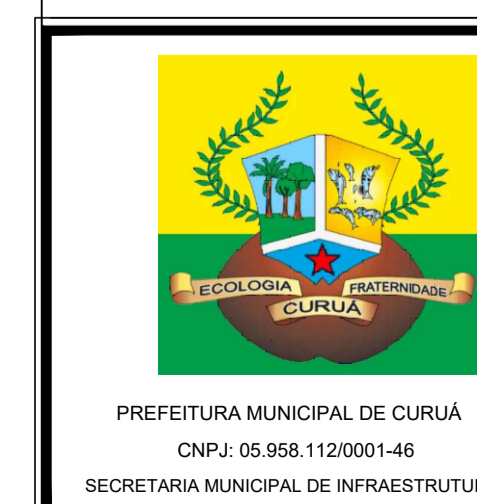 ECOLOGIA FRATERNIDADE
CURUÁ
PREFEITURA MUNICIPAL DE CURUÁ
CNPJ: 05.958.112/0001-46
SECRETARIA MUNICIPAL DE